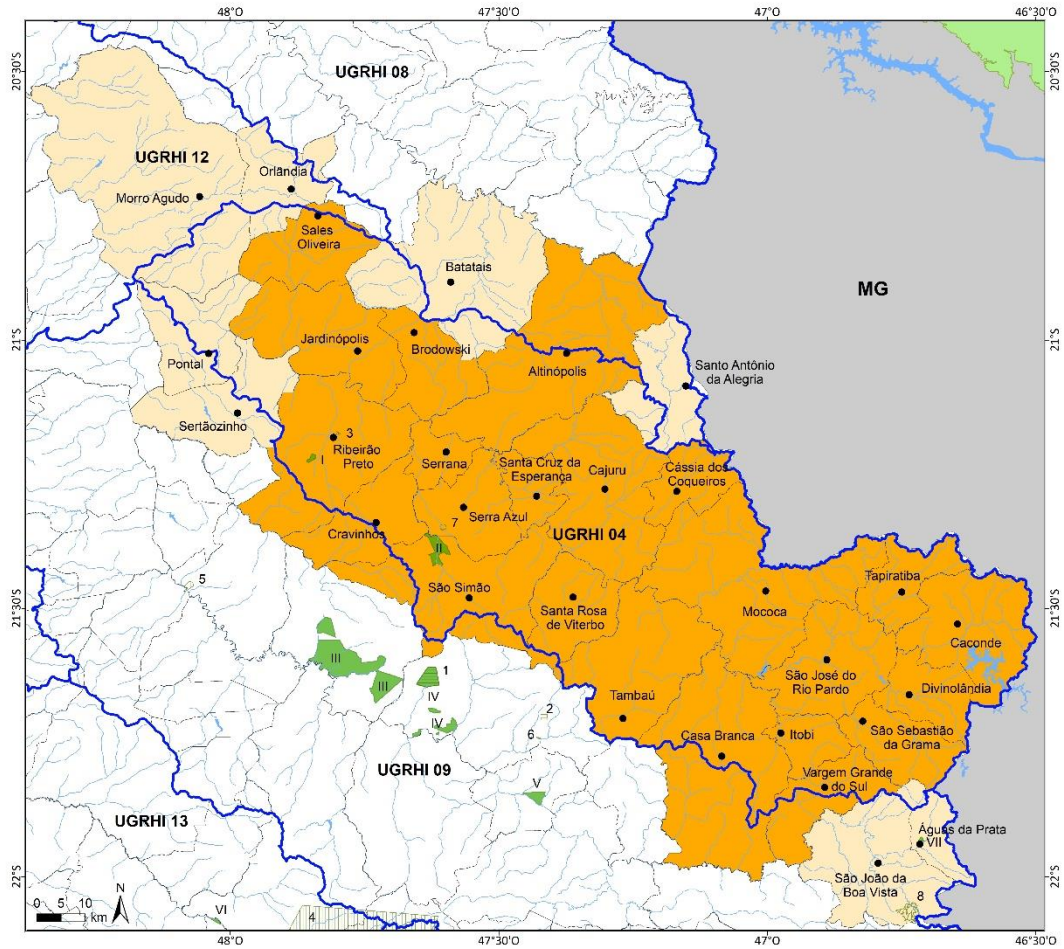 48°
47°30'O
47°O
46°3O'O
20°30'S
20°30'S
UGRHI 08
UGRHI 12
Orlândia
Morro Agudo
Sales
Oliveira
Batatais
MG
21°S
21°S
Jardinópolis
Brodowski
Pontal
Altinópolis
Santo Antônio
da Alegria
Sertãozinho
3
Ribeirão
Preto
I
Serrana
Santa Cruz da
Esperança
Cajuru
Cássia dos
Coqueiros
7
Serra Azul
Cravinhos
UGRHI 04
II
5
São Simão
Santa Rosa
de Viterbo
Mococa
Tapiratiba
21°30'S
21°30'S
Caconde
III
São José do
Rio Pardo
III
1
IV
Divinolândia
IV
2
6
Tambaú
Casa Branca
Itobi
São Sebastião
da Grama
UGRHI 09
V
Vargem Grande
do Sul
UGRHI 13
Águas da Prata
VII
São João da
Boa Vista
22°S
22°S
8
N
0 5 10
km
VI
4
48°
47°30'O
47°O
46°30'O